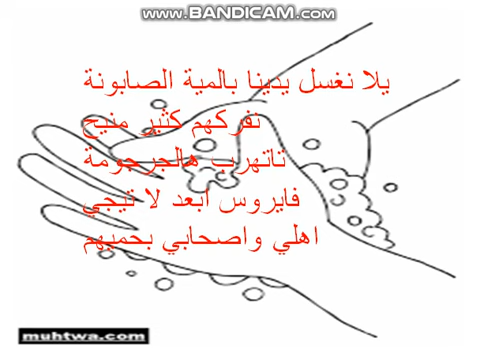 www.BANDICAM.com
يلا نغسل يدينا بالمية الصابونة
نفركهم كثير منيح
تاتهرب هالجرجومة
فايروس ابعد لا تيجي
اهلي واصحابي بحميهم
muhtwa.com